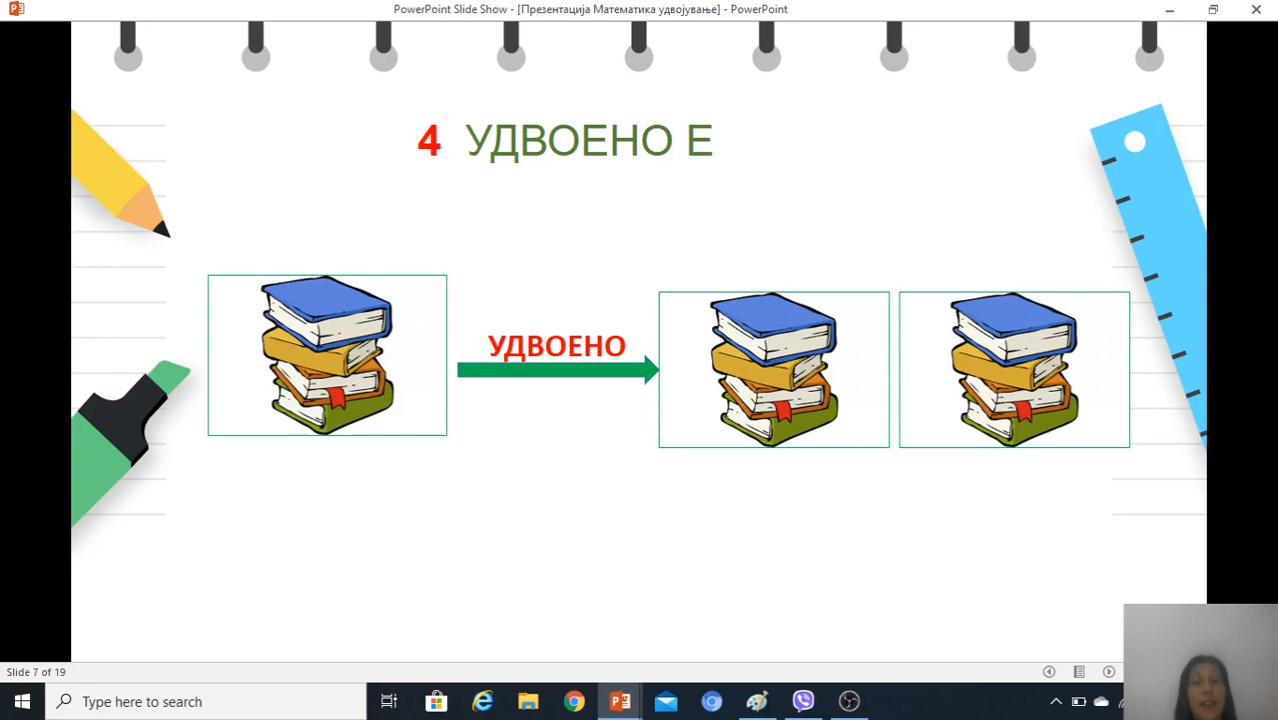 PowerPoint Slide Show - [Презентација Математика удвојување] - PowerPoint
4 УДВОЕНО Е
УДВОЕНО
Slide 7 of 19
Type here to search